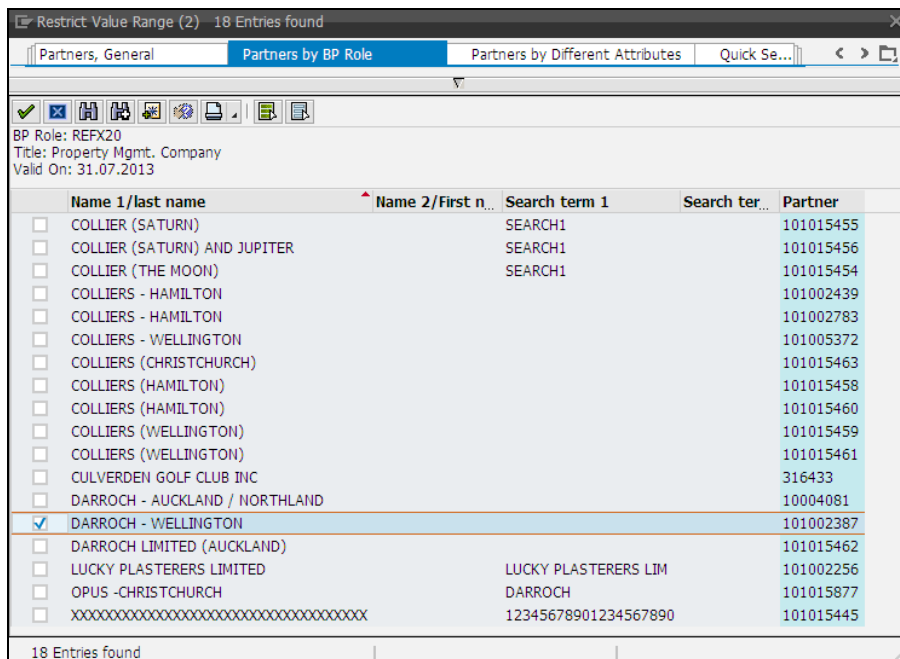 Restrict Value Range (2) 18 Entries found
Partners, General Partners by BP Role Partners by Different Attributes Quick Se...
BP Role: REFX20
Title: Property Mgmt. Company
Valid On: 31.07.2013
Name 1/last name Name 2/First n... Search term 1 Search ter... Partner
COLLIER (SATURN) SEARCH1 101015455
COLLIER (SATURN) AND JUPITER SEARCH1 101015456
COLLIER (THE MOON) SEARCH1 101015454
COLLIERS - HAMILTON 101002439
COLLIERS - HAMILTON 101002783
COLLIERS - WELLINGTON 101005372
COLLIERS (CHRISTCHURCH) 101015463
COLLIERS (HAMILTON) 101015458
COLLIERS (HAMILTON) 101015460
COLLIERS (WELLINGTON) 101015459
COLLIERS (WELLINGTON) 101015461
CULVERDEN GOLF CLUB INC 316433
DARROCH - AUCKLAND / NORTHLAND 10004081
DARROCH - WELLINGTON 101002387
DARROCH LIMITED (AUCKLAND) 101015462
LUCKY PLASTERERS LIMITED LUCKY PLASTERERS LIM 101002256
OPUS -CHRISTCHURCH DARROCH 101015877
XXXXXXXXXXXXXXXXXXXXXXXXXXXXXXXXXXX 12345678901234567890 101015445
18 Entries found